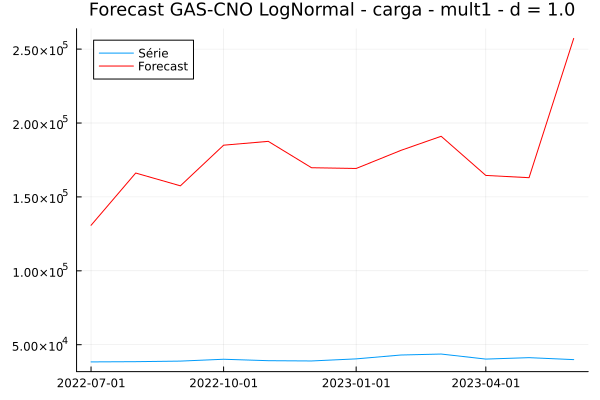 Forecast GAS-CNO LogNormal - carga - mult1 - d = 1.0
Série
Forecast
2.50×10⁵
2.00×10⁵
1.50×10⁵
1.00×10⁵
5.00×10⁴
2022-07-01 2022-10-01 2023-01-01 2023-04-01